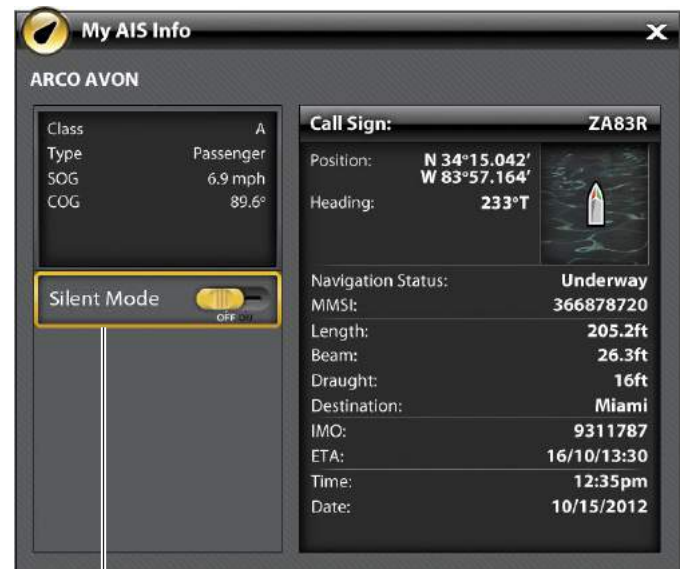 My AIS Info X
ARCO AVON
Class A
Type Passenger
SOG 6.9 mph
COG 89.6°
Silent Mode
OFF ON
Call Sign: ZA83R
Position: N 34°15.042'
W 83°57.164'
Heading: 233°T
Navigation Status: Underway
MMSI: 366878720
Length: 205.2ft
Beam: 26.3ft
Draught: 16ft
Destination: Miami
IMO: 9311787
ETA: 16/10/13:30
Time: 12:35pm
Date: 10/15/2012